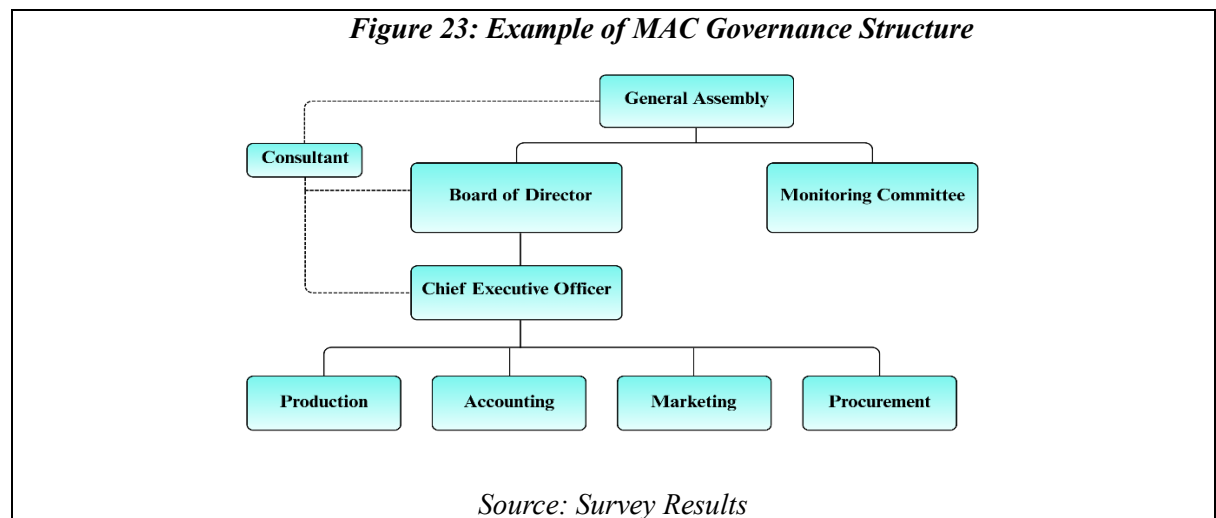 Figure 23: Example of MAC Governance Structure
General Assembly
Consultant
Board of Director
Monitoring Committee
Chief Executive Officer
Production
Accounting
Marketing
Procurement
Source: Survey Results